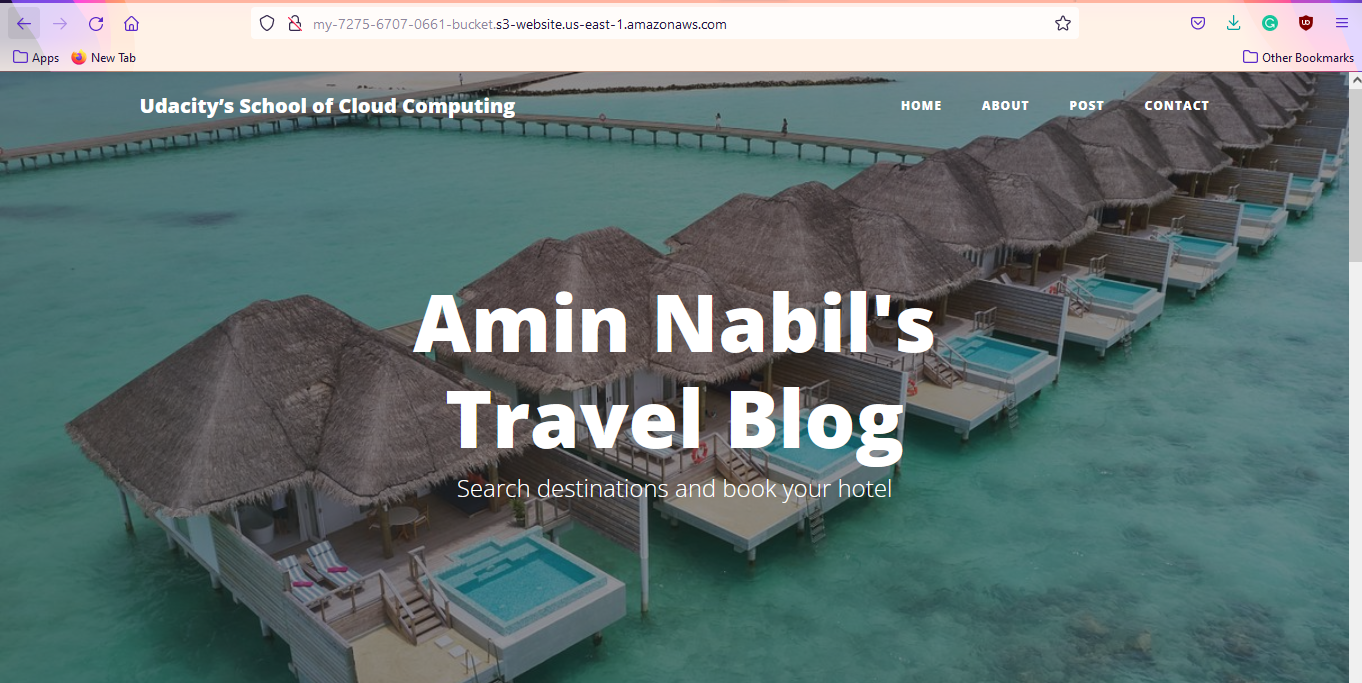 my-7275-6707-0661-bucket.s3-website.us-east-1.amazonaws.com
Apps
New Tab
Other Bookmarks
Udacity’s School of Cloud Computing
HOME
ABOUT
POST
CONTACT
Amin Nabil's
Travel Blog
Search destinations and book your hotel